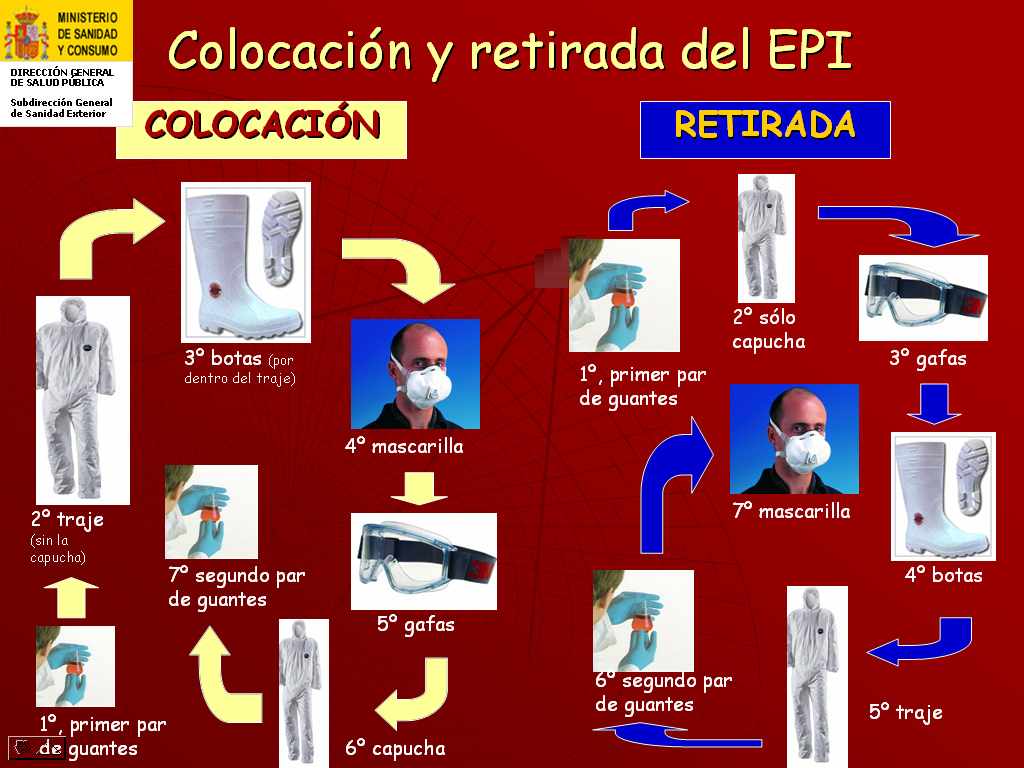 MINISTERIO
DE SANIDAD
Y CONSUMO
DIRECCIÓN GENERAL
DE SALUD PÚBLICA
Subdirección General
de Sanidad Exterior
Colocación y retirada del EPI
COLOCACIÓN
1º, primer par
de guantes
2º traje
(sin la
capucha)
3º botas (por
dentro del traje)
4º mascarilla
5º gafas
6º capucha
7º segundo par
de guantes
RETIRADA
1º, primer par
de guantes
2º sólo
capucha
3º gafas
4º botas
5º traje
6º segundo par
de guantes
7º mascarilla